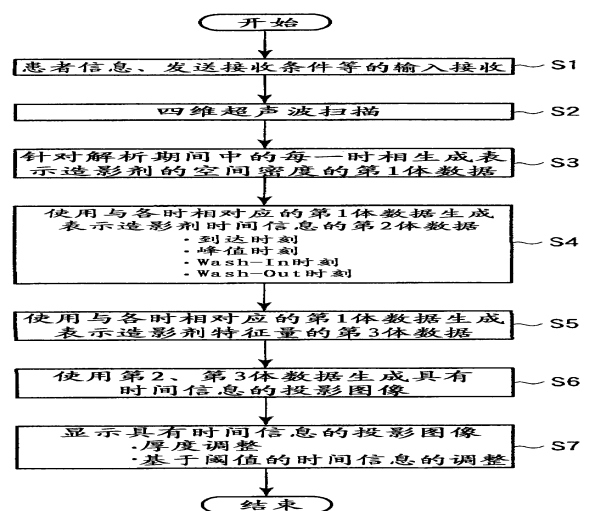 开始
患者信息、发送接收条件等的输入接收
S1
四维超声波扫描
S2
针对解析期间中的每一时相生成表
示造影剂的空间密度的第1体数据
S3
使用与各时相对应的第1体数据生成
表示造影剂时间信息的第2体数据
·到达时刻
·峰值时刻
·Wash-In时刻
·Wash-Out时刻
S4
使用与各时相对应的第1体数据生成
表示造影剂特征量的第3体数据
S5
使用第2、第3体数据生成具有
时间信息的投影图像
S6
显示具有时间信息的投影图像
·厚度调整
·基于阈值的时间信息的调整
S7
结束